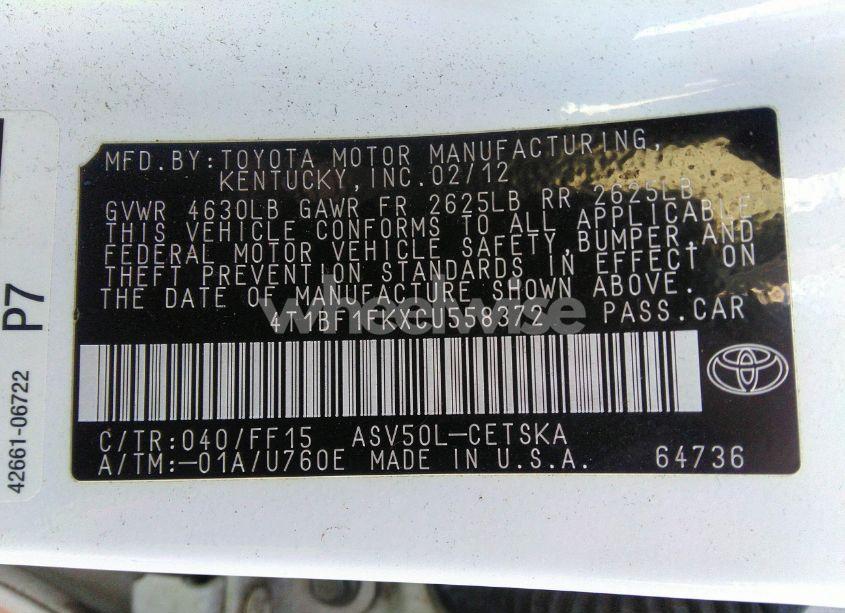 MFD.BY:TOYOTA MOTOR MANUFACTURING,
KENTUCKY,INC.02/12
GVWR 4630LB GAWR FR 2625LB RR 2625LB
THIS VEHICLE CONFORMS TO ALL APPLICABLE
FEDERAL MOTOR VEHICLE SAFETY,BUMPER,AND
THEFT PREVENTION STANDARDS IN EFFECT ON
THE DATE OF MANUFACTURE SHOWN ABOVE.
4T1BF1FKXCU558372 PASS.CAR
wheelwise
C/TR:040/FF15 ASV50L-CETSKA
A/TM:-01A/U760E MADE IN U.S.A. 64736
P7
42661-06722